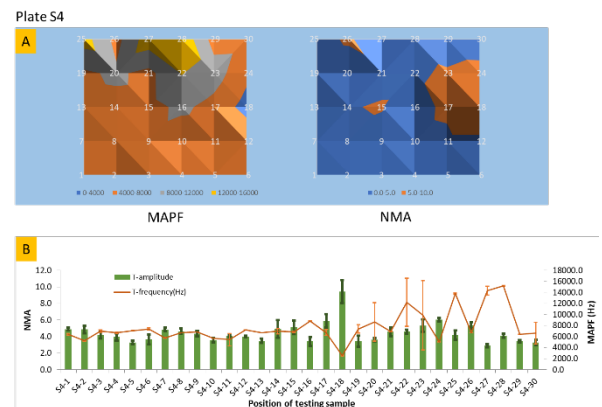 Plate S4
A
25 26 27 28 29 30
19 20 21 22 23 24
13 14 15 16 17 18
7 8 9 10 11 12
1 2 3 4 5 6
0-4000 4000-8000 8000-12000 12000-16000
MAPF
25 26 27 28 29 30
19 20 21 22 23 24
13 14 15 16 17 18
7 8 9 10 11 12
1 2 3 4 5 6
0.0-5.0 5.0-10.0
NMA
B
I-amplitude
I-frequency(Hz)
NMA
12.0
10.0
8.0
6.0
4.0
2.0
0.0
18000.0
16000.0
14000.0
12000.0
10000.0
8000.0
6000.0
4000.0
2000.0
0.0
MAPF (Hz)
S4-1 S4-2 S4-3 S4-4 S4-5 S4-6 S4-7 S4-8 S4-9 S4-10 S4-11 S4-12 S4-13 S4-14 S4-15 S4-16 S4-17 S4-18 S4-19 S4-20 S4-21 S4-22 S4-23 S4-24 S4-25 S4-26 S4-27 S4-28 S4-29 S4-30
Position of testing sample